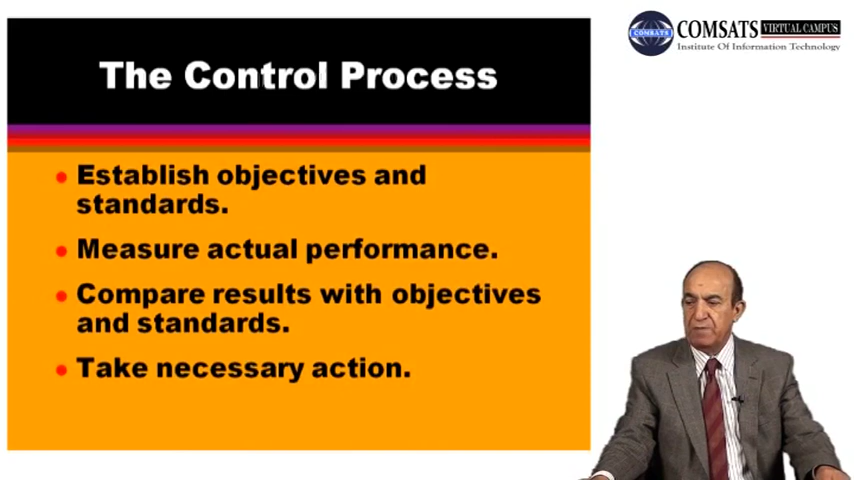 The Control Process
Establish objectives and
standards.
Measure actual performance.
Compare results with objectives
and standards.
Take necessary action.
COMSATS
COMSATS VIRTUAL CAMPUS
Institute Of Information Technology